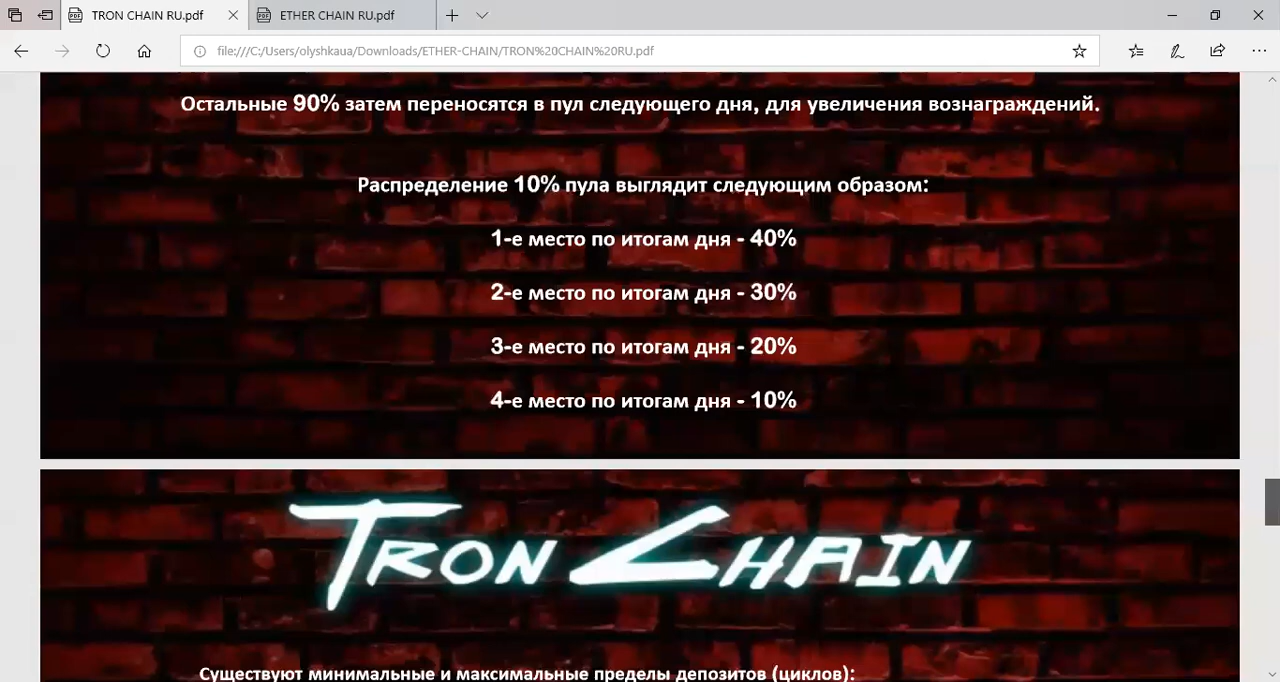 TRON CHAIN RU.pdf
ETHER CHAIN RU.pdf
file:///C:/Users/olyshkaua/Downloads/ETHER-CHAIN/TRON%20CHAIN%20RU.pdf
Остальные 90% затем переносятся в пул следующего дня, для увеличения вознаграждений.
Распределение 10% пула выглядит следующим образом:
1-е место по итогам дня - 40%
2-е место по итогам дня - 30%
3-е место по итогам дня - 20%
4-е место по итогам дня - 10%
TRON CHAIN
Существуют минимальные и максимальные пределы депозитов (циклов):